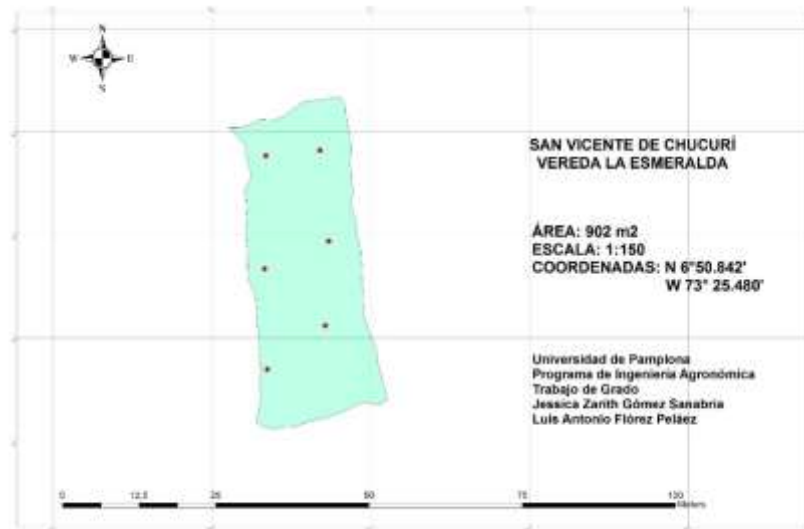 N
W E
S
SAN VICENTE DE CHUCURÍ
VEREDA LA ESMERALDA
ÁREA: 902 m2
ESCALA: 1:150
COORDENADAS: N 6°50.842'
W 73° 25.480'
Universidad de Pamplona
Programa de Ingeniería Agronómica
Trabajo de Grado
Jessica Zarith Gómez Sanabria
Luis Antonio Flórez Peláez
0 12,5 25 50 75 100
Meters